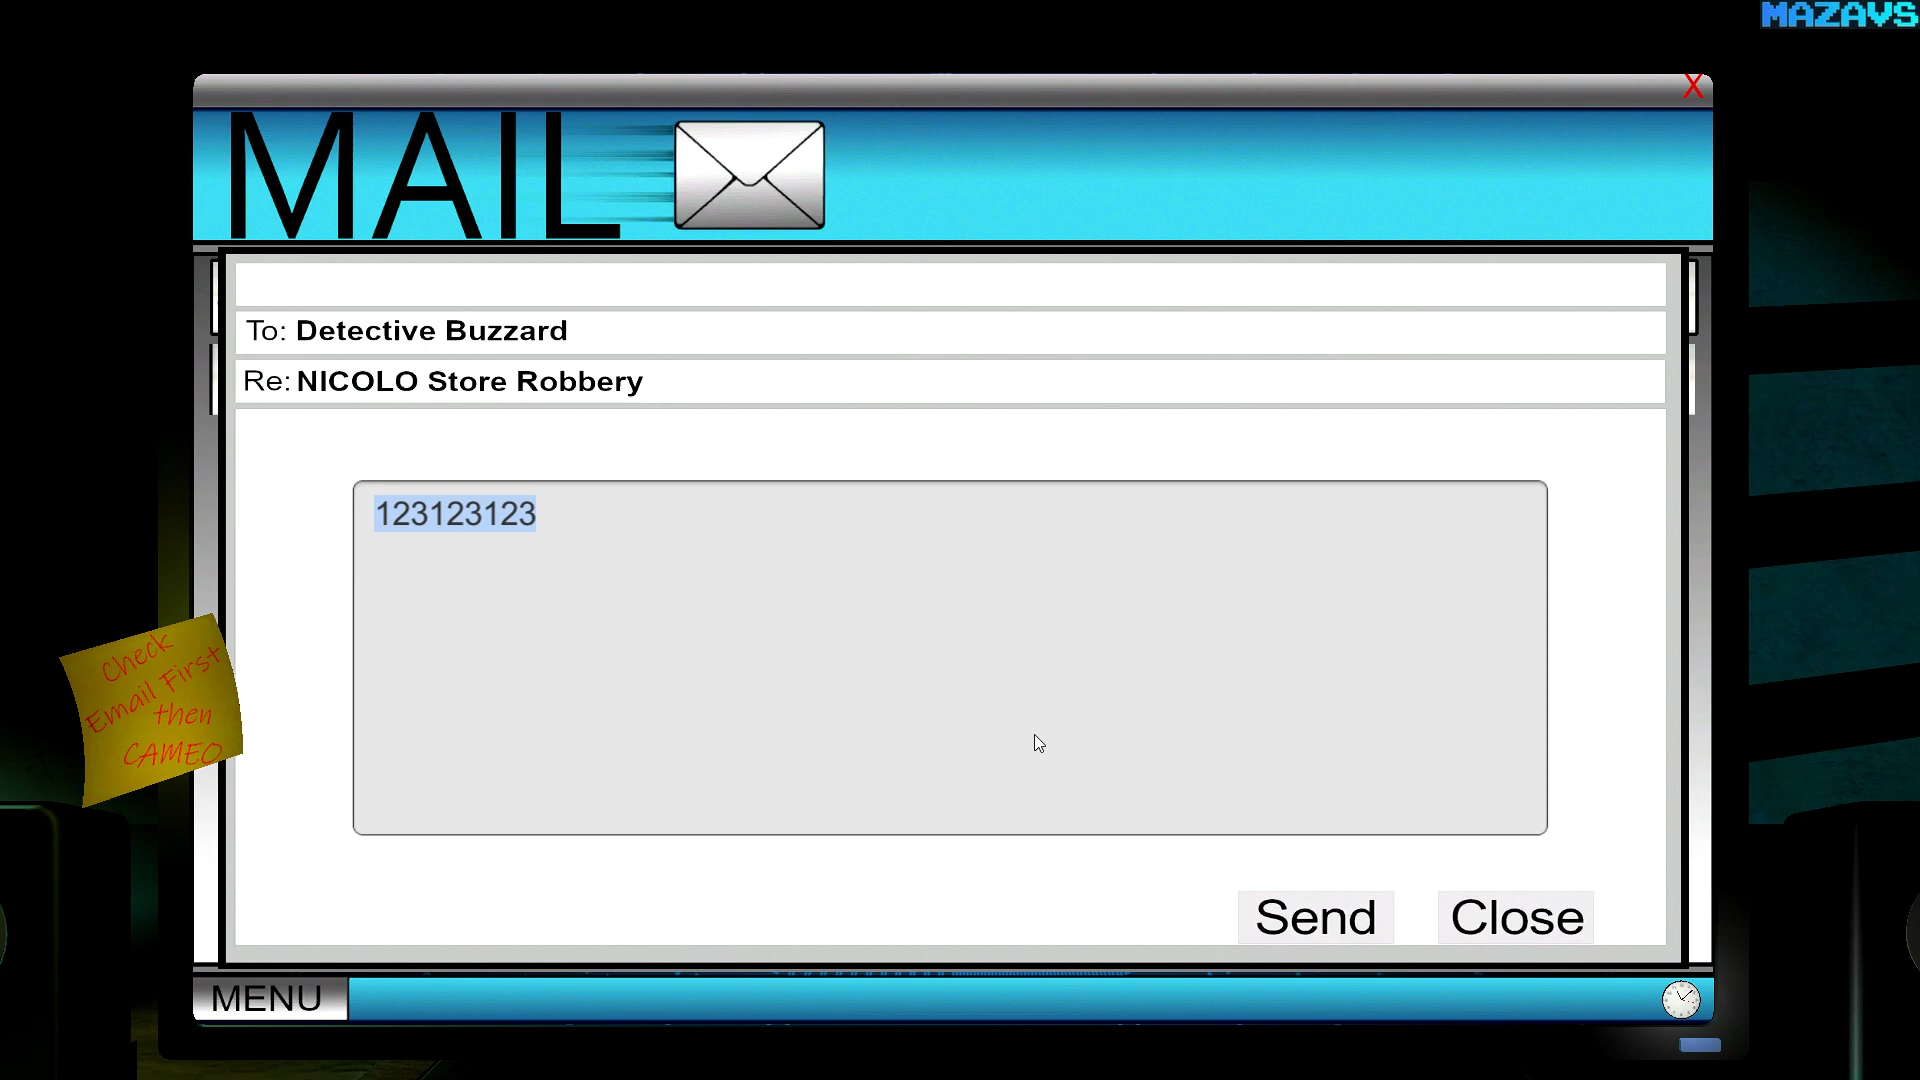 MAZAVS
X
MAIL
To: Detective Buzzard
Re: NICOLO Store Robbery
123123123
Check
Email First
then
CAMEO
Send
Close
MENU